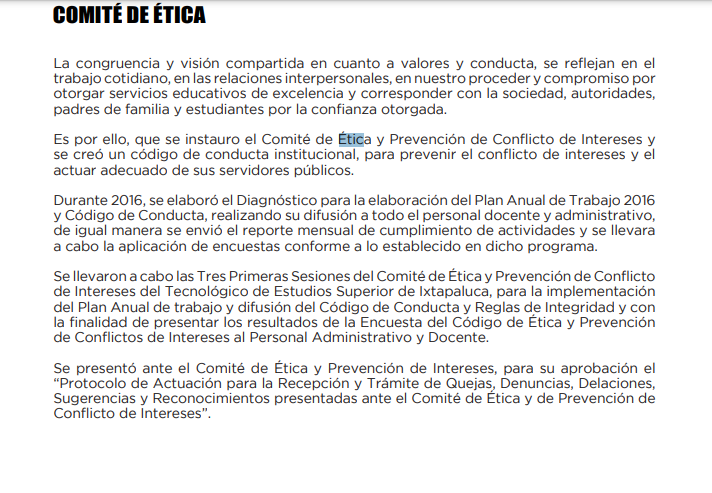 COMITÉ DE ÉTICA
La congruencia y visión compartida en cuanto a valores y conducta, se reflejan en el
trabajo cotidiano, en las relaciones interpersonales, en nuestro proceder y compromiso por
otorgar servicios educativos de excelencia y corresponder con la sociedad, autoridades,
padres de familia y estudiantes por la confianza otorgada.
Es por ello, que se instauro el Comité de Ética y Prevención de Conflicto de Intereses y
se creó un código de conducta institucional, para prevenir el conflicto de intereses y el
actuar adecuado de sus servidores públicos.
Durante 2016, se elaboró el Diagnóstico para la elaboración del Plan Anual de Trabajo 2016
y Código de Conducta, realizando su difusión a todo el personal docente y administrativo,
de igual manera se envió el reporte mensual de cumplimiento de actividades y se llevara
a cabo la aplicación de encuestas conforme a lo establecido en dicho programa.
Se llevaron a cabo las Tres Primeras Sesiones del Comité de Ética y Prevención de Conflicto
de Intereses del Tecnológico de Estudios Superior de Ixtapaluca, para la implementación
del Plan Anual de trabajo y difusión del Código de Conducta y Reglas de Integridad y con
la finalidad de presentar los resultados de la Encuesta del Código de Ética y Prevención
de Conflictos de Intereses al Personal Administrativo y Docente.
Se presentó ante el Comité de Ética y Prevención de Intereses, para su aprobación el
“Protocolo de Actuación para la Recepción y Trámite de Quejas, Denuncias, Delaciones,
Sugerencias y Reconocimientos presentadas ante el Comité de Ética y de Prevención de
Conflicto de Intereses”.